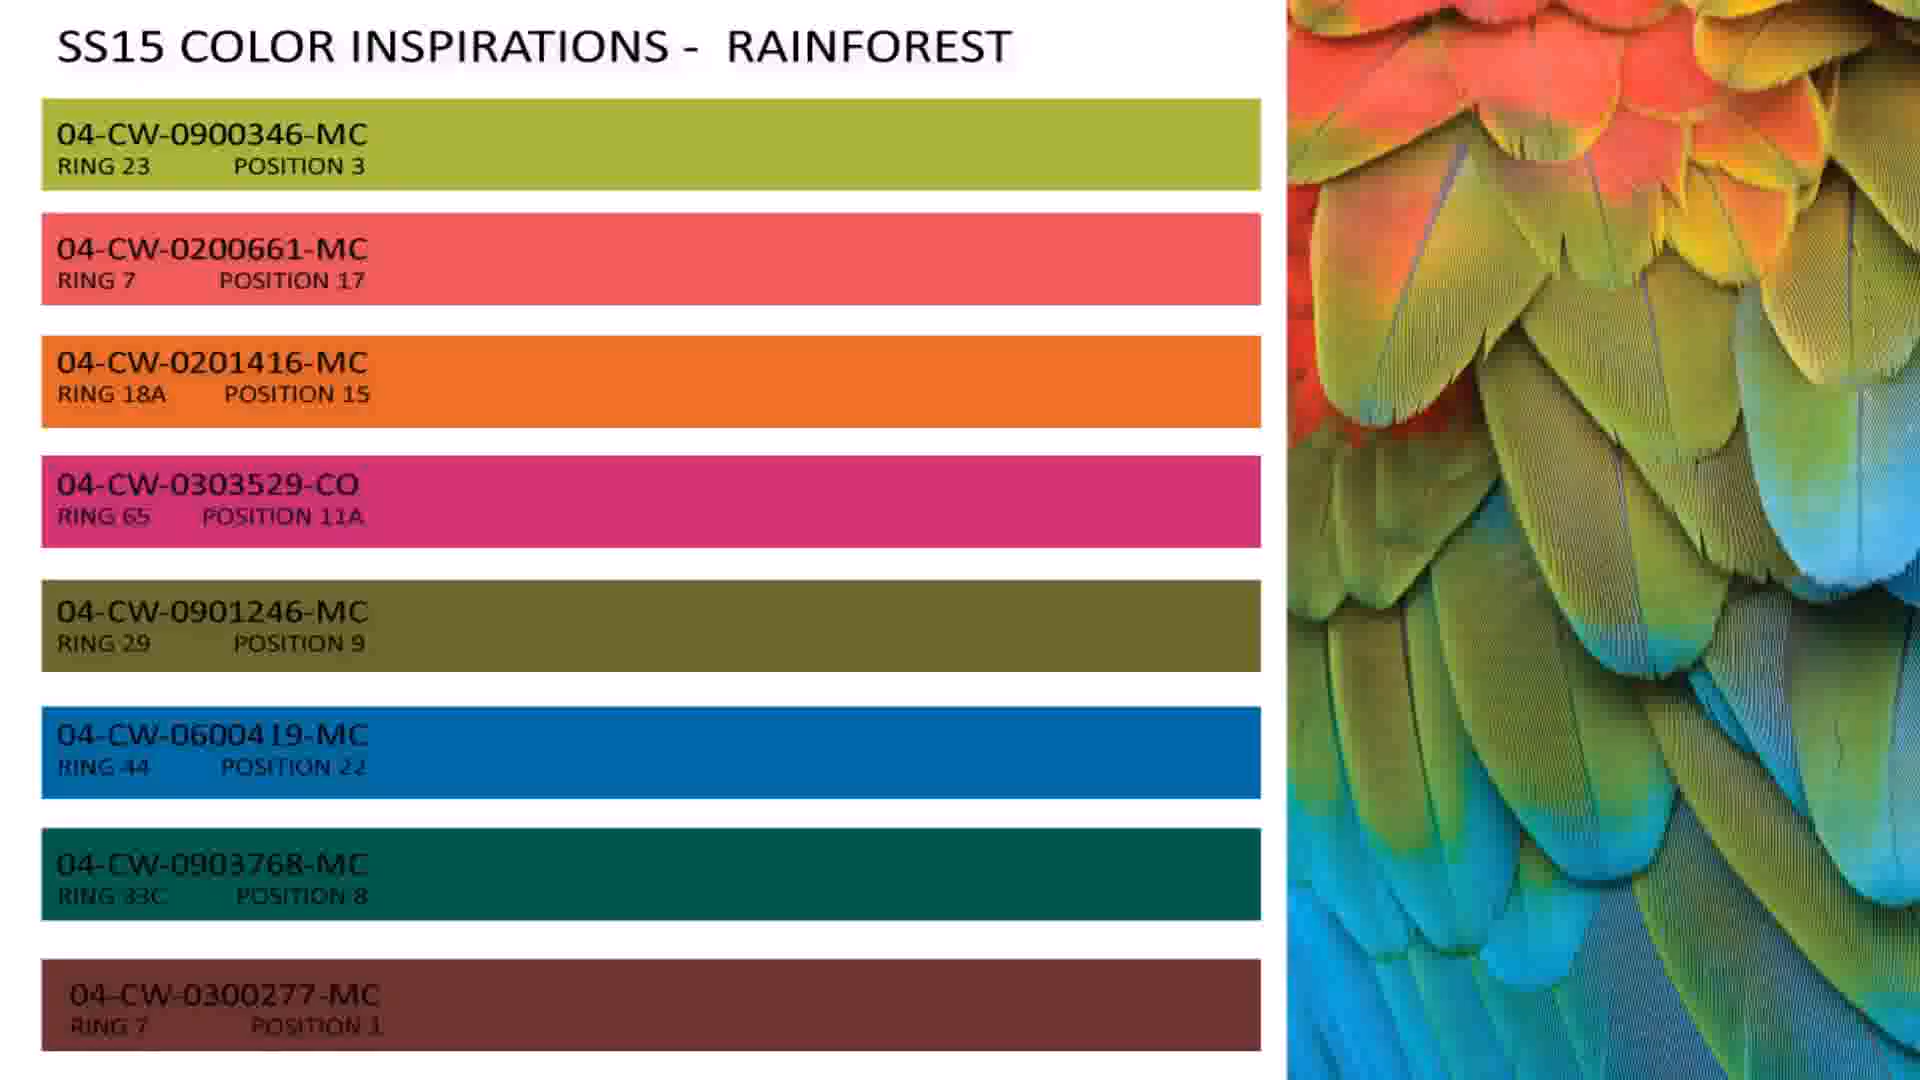 SS15 COLOR INSPIRATIONS - RAINFOREST
04-CW-0900346-MC
RING 23 POSITION 3
04-CW-0200661-MC
RING 7 POSITION 17
04-CW-0201416-MC
RING 18A POSITION 15
04-CW-0303529-CO
RING 65 POSITION 11A
04-CW-0901246-MC
RING 29 POSITION 9
04-CW-0600419-MC
RING 44 POSITION 22
04-CW-0903768-MC
RING 33C POSITION 8
04-CW-0300277-MC
RING 7 POSITION 1